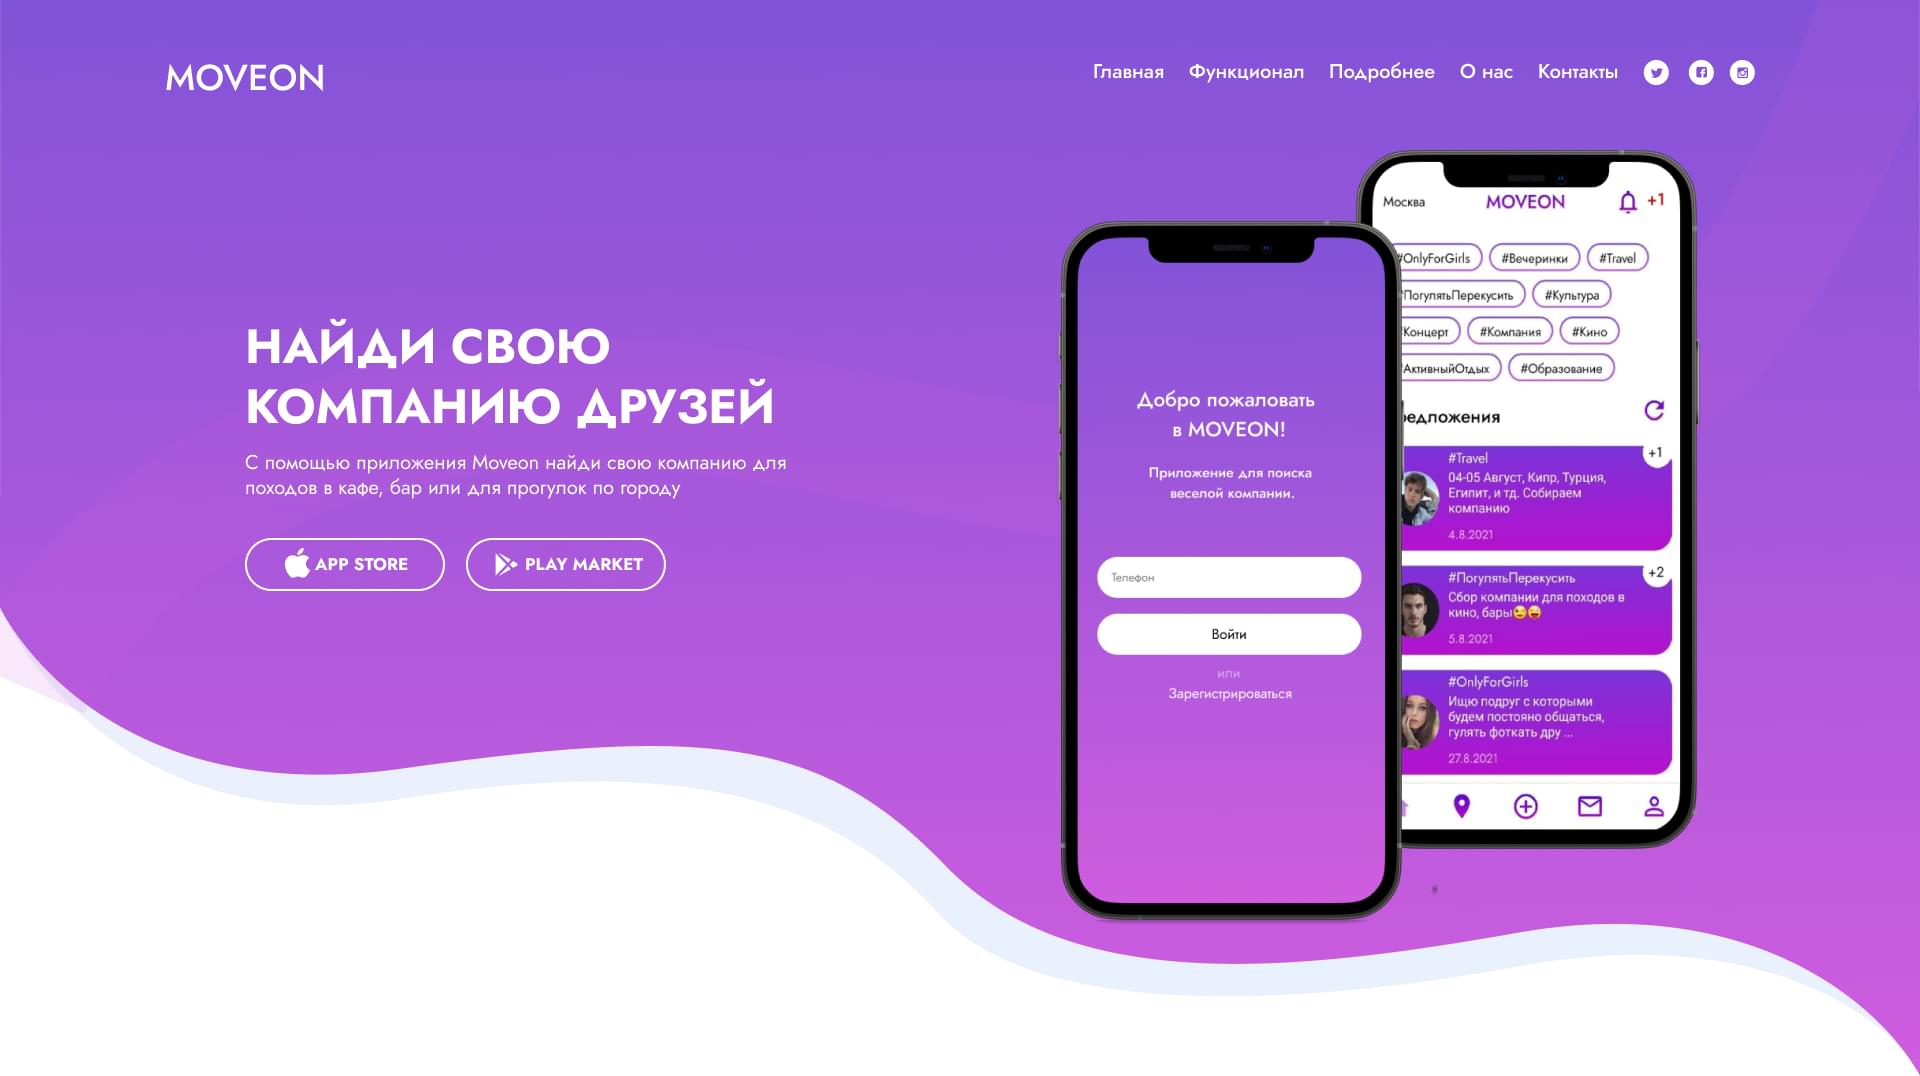 MOVEON
Главная Функционал Подробнее О нас Контакты
НАЙДИ СВОЮ
КОМПАНИЮ ДРУЗЕЙ
С помощью приложения Moveon найди свою компанию для
походов в кафе, бар или для прогулок по городу
APP STORE
PLAY MARKET
Добро пожаловать
в MOVEON!
Приложение для поиска
веселой компании.
Телефон
Войти
или
Зарегистрироваться
Москва MOVEON +1
#OnlyForGirls #Вечеринки #Travel
#ПогулятьПерекусить #Культура
#Концерт #Компания #Кино
#АктивныйОтдых #Образование
редложения
#Travel +1
04-05 Август, Кипр, Турция,
Египит, и тд. Собираем
компанию
4.8.2021
#ПогулятьПерекусить +2
Сбор компании для походов в
кино, бары😉😜
5.8.2021
#OnlyForGirls
Ищю подруг с которыми
будем постояно общаться,
гулять фоткать дру ...
27.8.2021